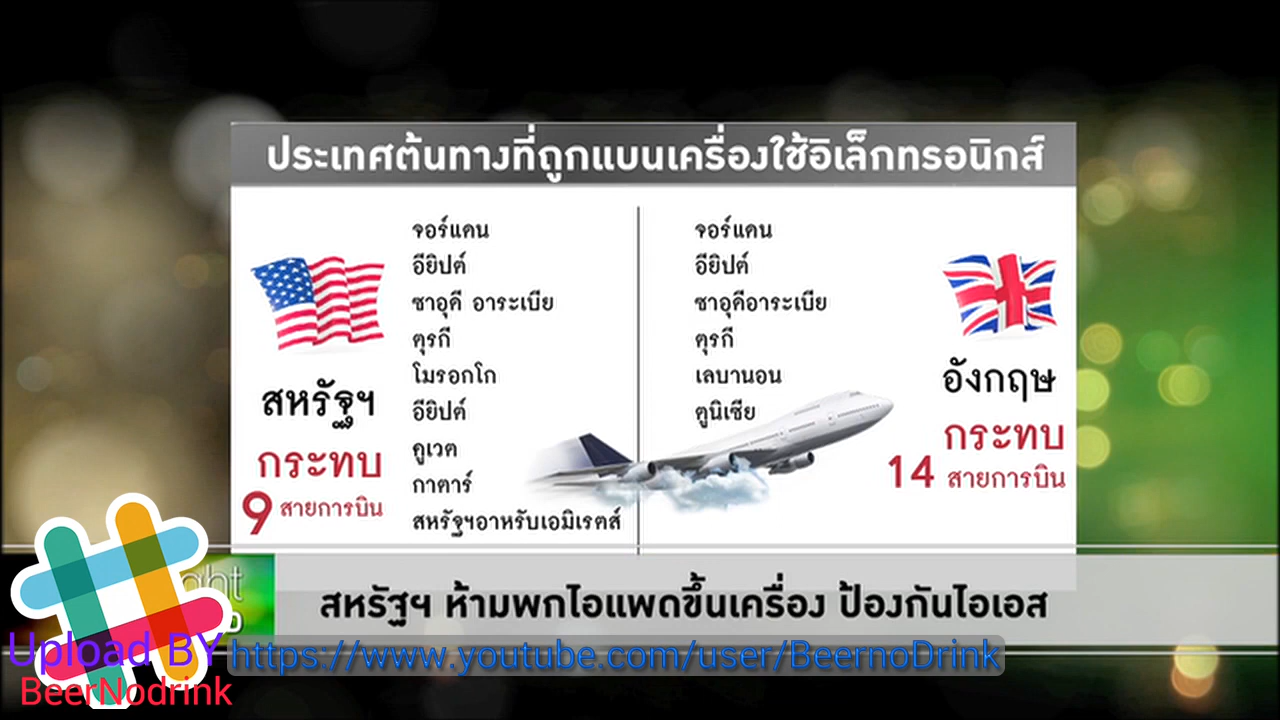 ประเทศต้นทางที่ถูกแบนเครื่องใช้อิเล็กทรอนิกส์
สหรัฐฯ
กระทบ
9 สายการบิน
จอร์แดน
อียิปต์
ซาอุดี อาระเบีย
ตุรกี
โมรอกโก
อียิปต์
คูเวต
กาตาร์
สหรัฐฯอาหรับเอมิเรตส์
จอร์แดน
อียิปต์
ซาอุดีอาระเบีย
ตุรกี
เลบานอน
ตูนิเซีย
อังกฤษ
กระทบ
14 สายการบิน
สหรัฐฯ ห้ามพกไอแพดขึ้นเครื่อง ป้องกันไอเอส
Upload BY https://www.youtube.com/user/BeernoDrink
BeerNodrink